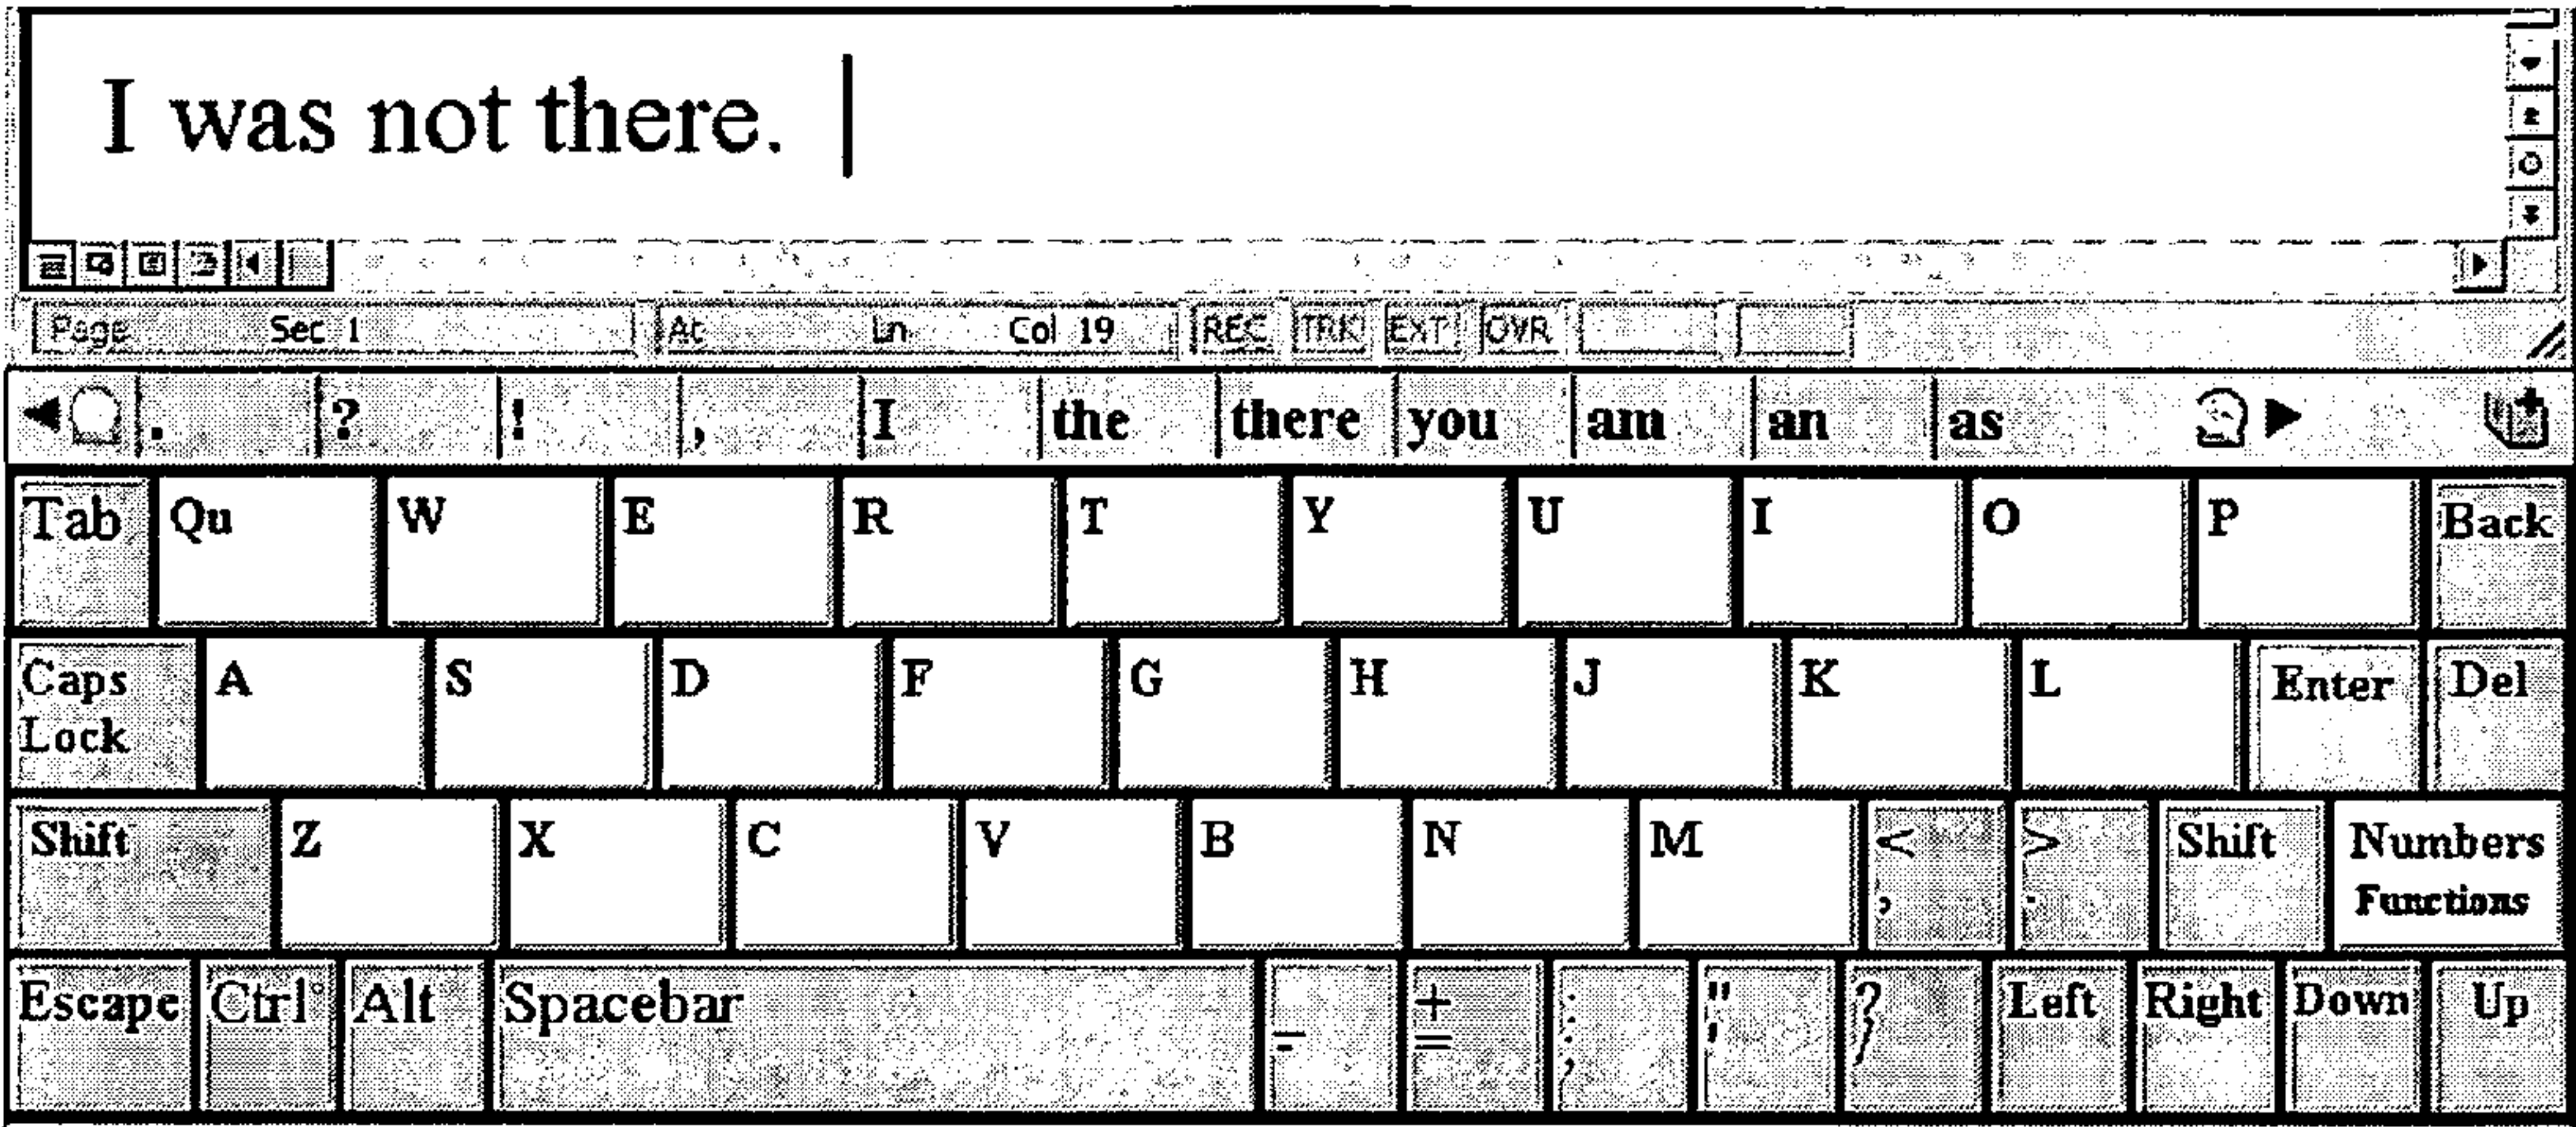 I was not there.
Page Sec 1 At Ln Col 19 REC TRK EXT OVR
. ? ! , I the there you am an as
Tab Qu W E R T Y U I O P Back
Caps Lock A S D F G H J K L Enter Del
Shift Z X C V B N M < , > . Shift Numbers Functions
Escape Ctrl Alt Spacebar - + = : ; " ' ? / Left Right Down Up